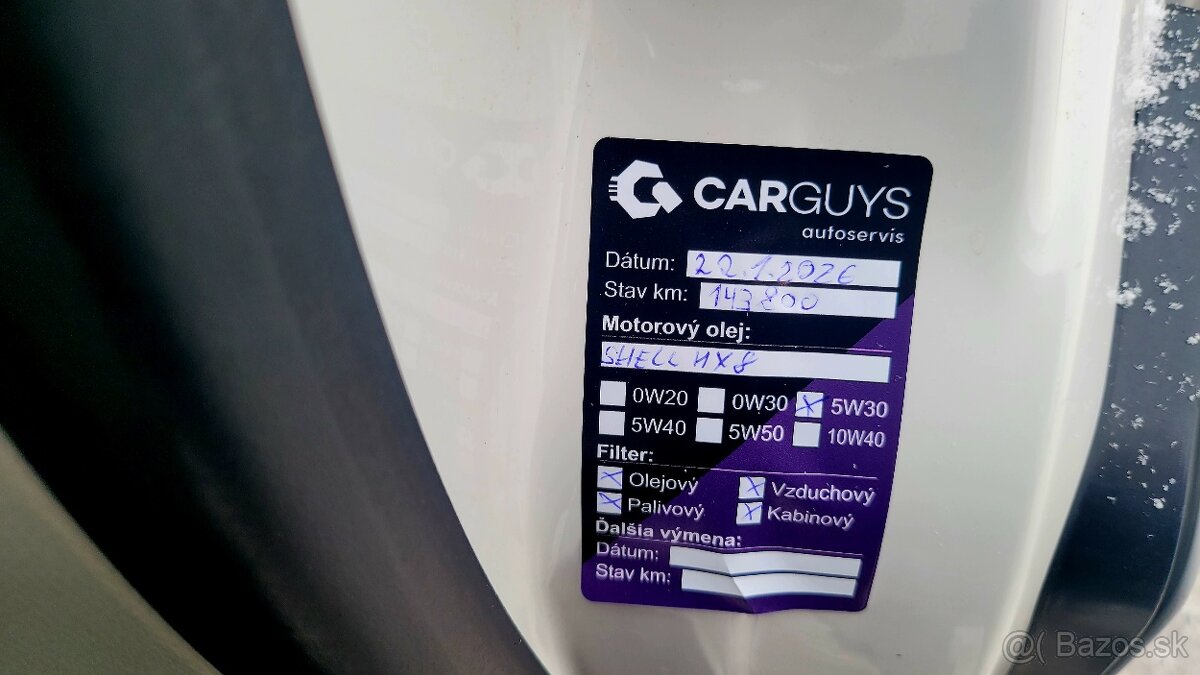 CARGUYS
autoservis
Dátum: 22.1.2026
Stav km: 143800
Motorový olej:
SHELL HX8
0W20 0W30 5W30
5W40 5W50 10W40
Filter:
Olejový Vzduchový
Palivový Kabinový
Ďalšia výmena:
Dátum:
Stav km:
@( Bazos.sk